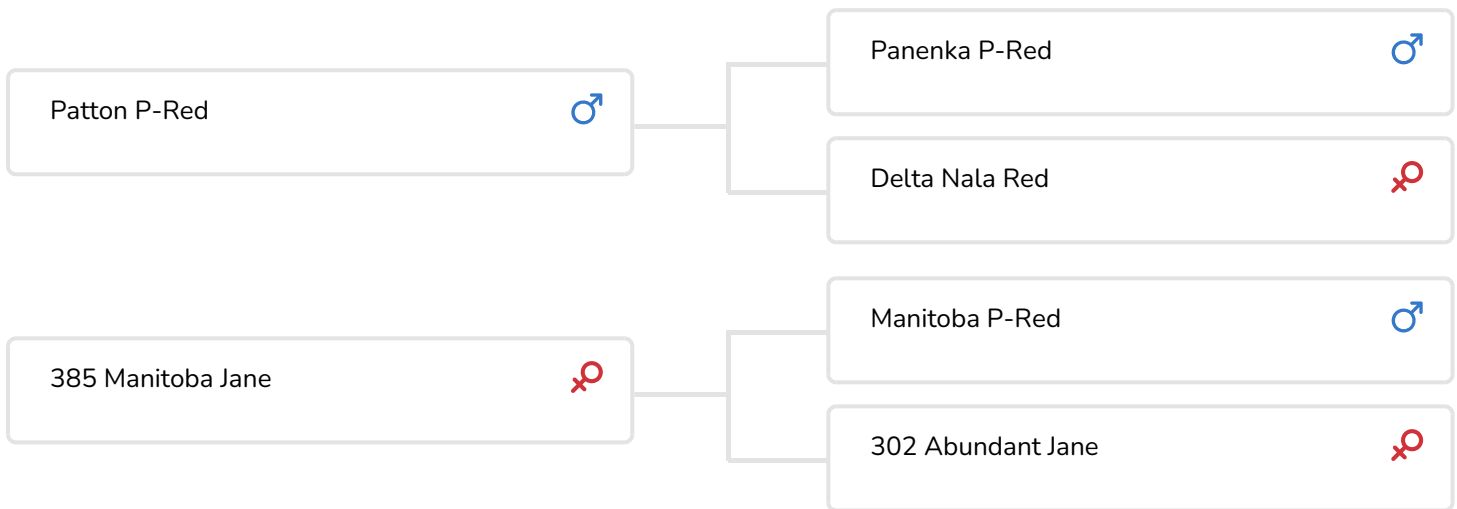 Panenka P-Red
Patton P-Red
Delta Nala Red
Manitoba P-Red
385 Manitoba Jane
302 Abundant Jane